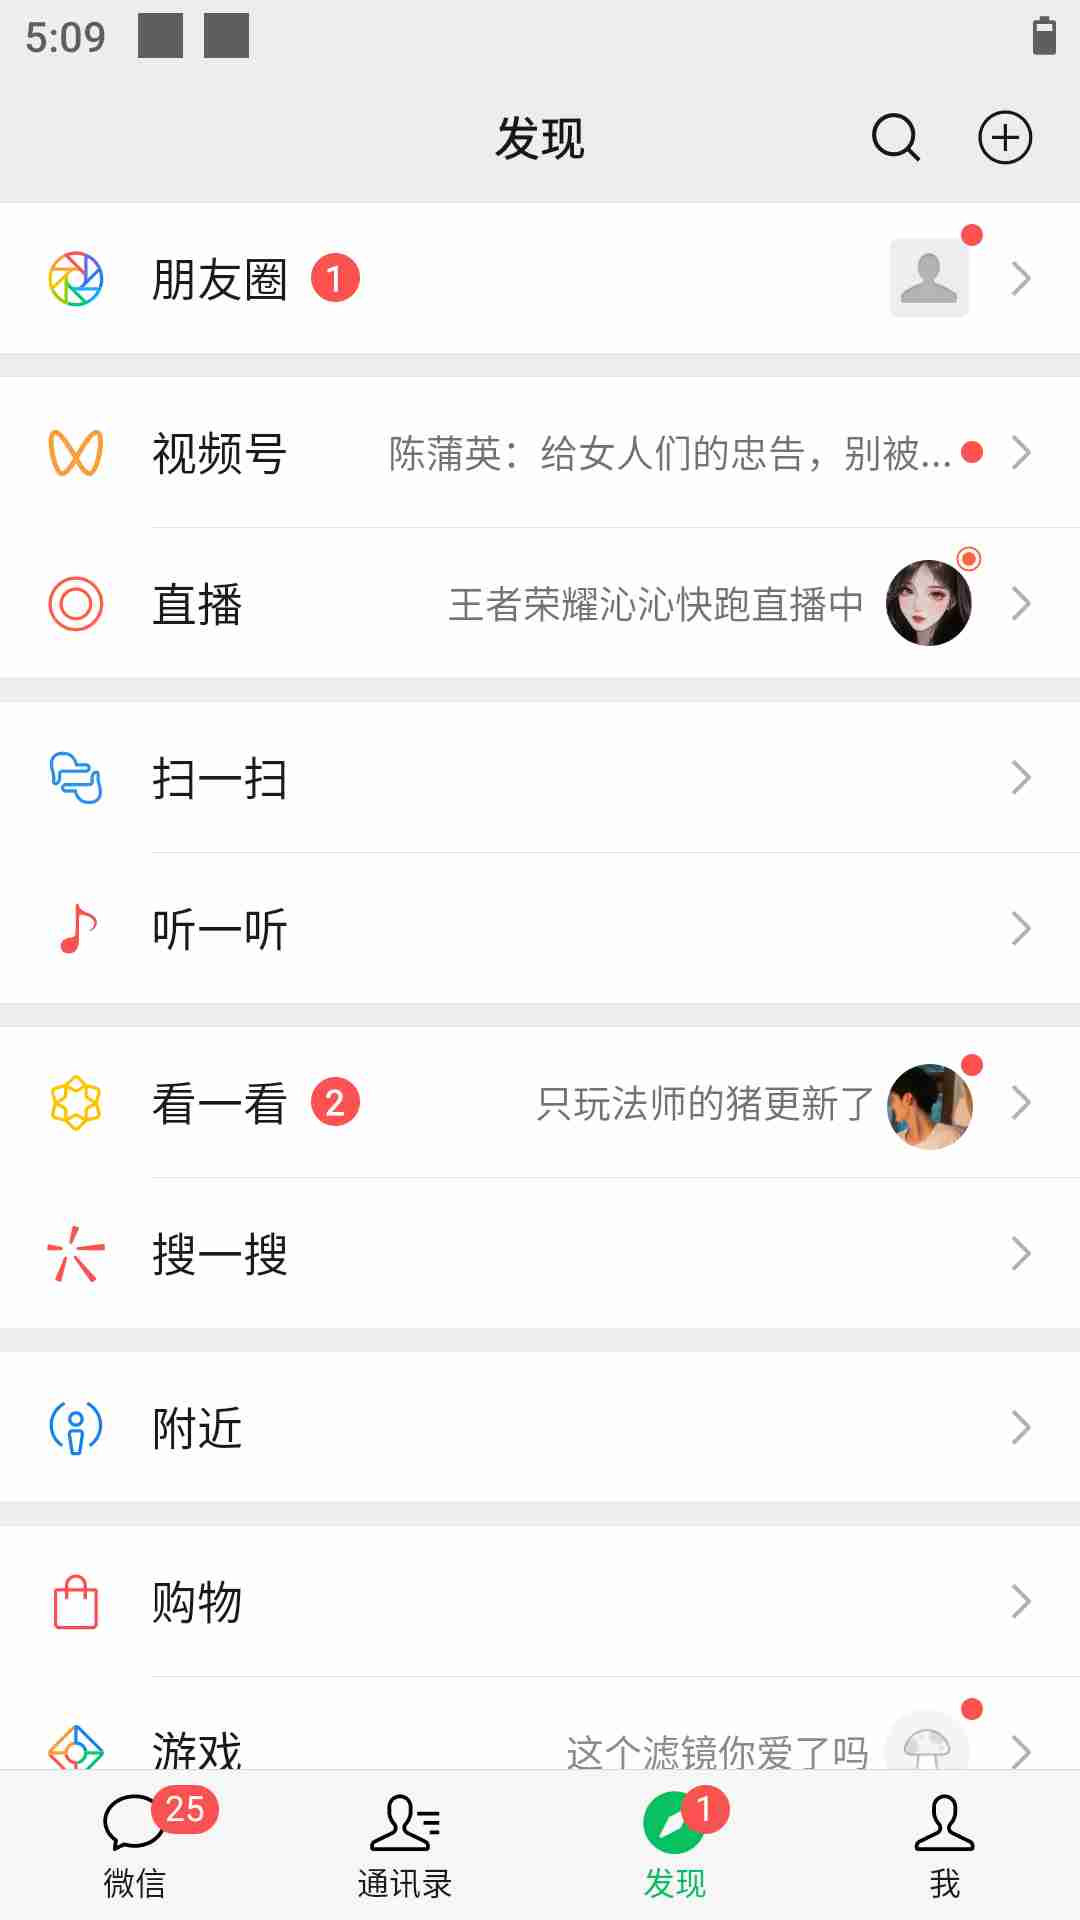 5:09
发现
朋友圈 1
视频号 陈蒲英：给女人们的忠告，别被...
直播 王者荣耀沁沁快跑直播中
扫一扫
听一听
看一看 2 只玩法师的猪更新了
搜一搜
附近
购物
游戏 这个滤镜你爱了吗
25 1
微信 通讯录 发现 我